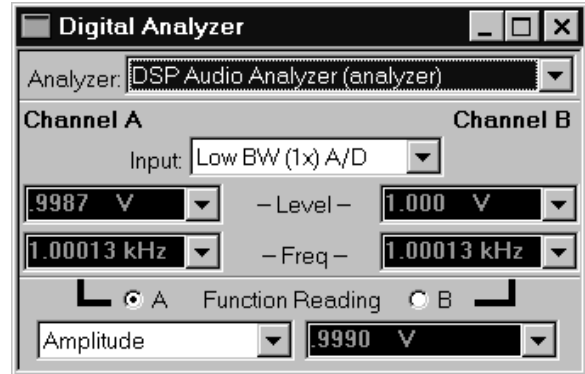 Digital Analyzer
Analyzer: DSP Audio Analyzer (analyzer)
Channel A Channel B
Input: Low BW (1x) A/D
.9987 V – Level – 1.000 V
1.00013 kHz – Freq – 1.00013 kHz
A Function Reading B
Amplitude .9990 V